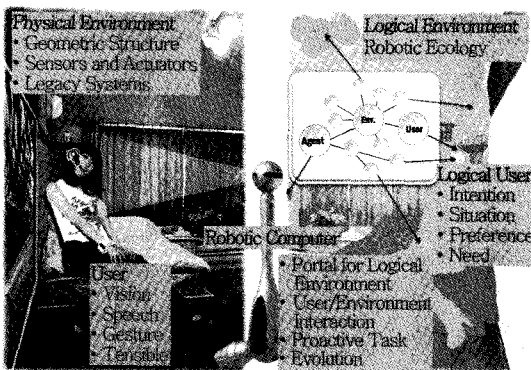 Physical Environment
• Geometric Structure
• Sensors and Actuators
• Legacy Systems
Logical Environment
Robotic Ecology
Env.
Agent
User
Logical User
• Intention
• Situation
• Preference
• Need
Robotic Computer
• Portal for Logical
Environment
• User/Environment
Interaction
• Proactive Task
• Evolution
User
• Vision
• Speech
• Gesture
• Tensible